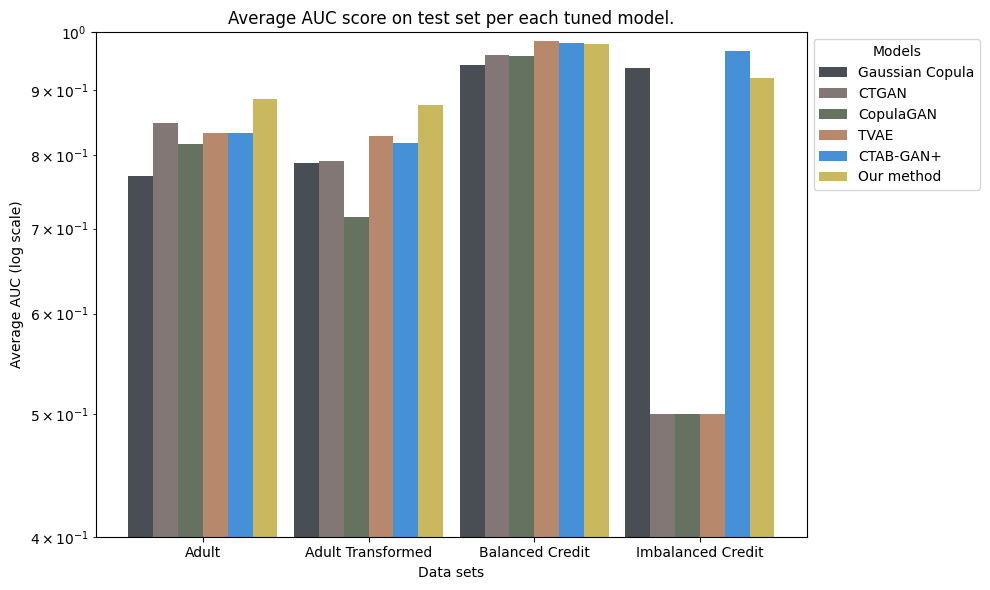 Average AUC score on test set per each tuned model.
Average AUC (log scale)
10⁰
9 × 10⁻¹
8 × 10⁻¹
7 × 10⁻¹
6 × 10⁻¹
5 × 10⁻¹
4 × 10⁻¹
Adult
Adult Transformed
Balanced Credit
Imbalanced Credit
Data sets
Models
Gaussian Copula
CTGAN
CopulaGAN
TVAE
CTAB-GAN+
Our method